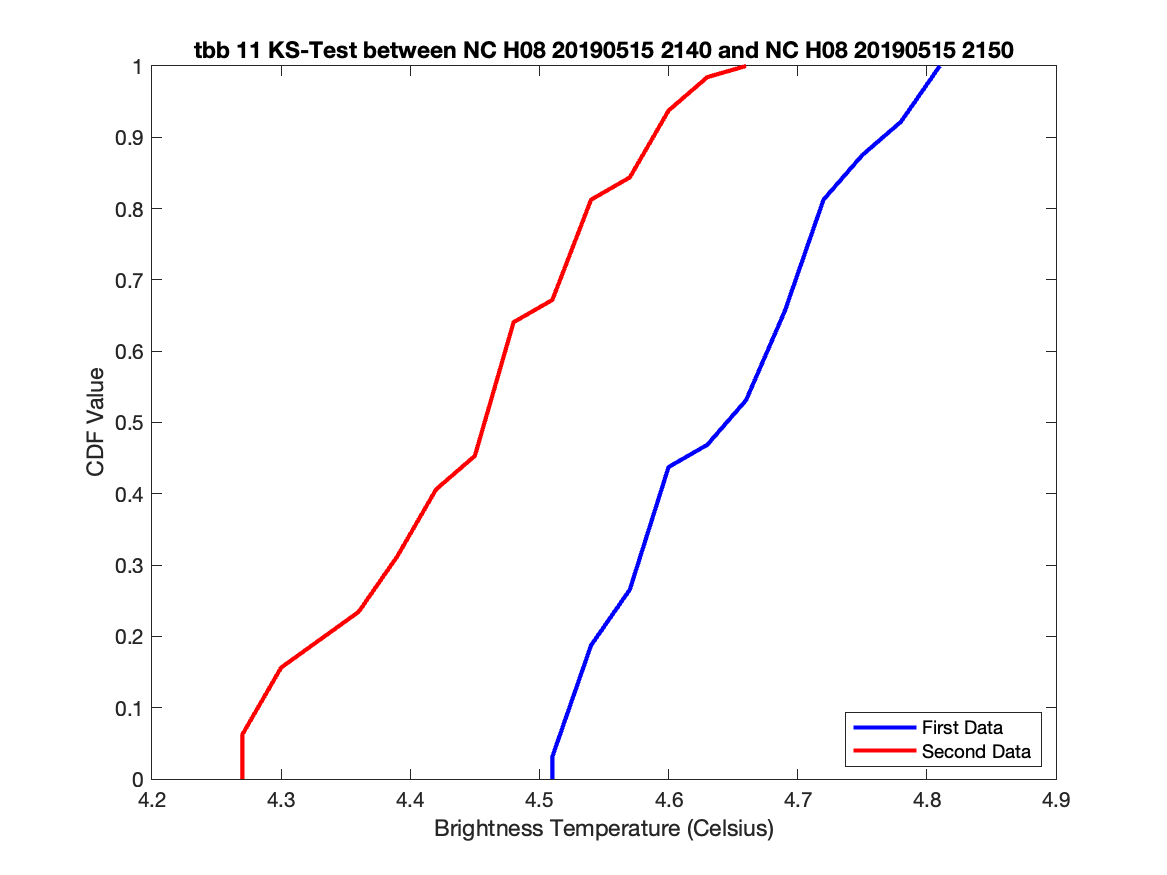 tbb 11 KS-Test between NC H08 20190515 2140 and NC H08 20190515 2150
1
0.9
0.8
0.7
0.6
0.5
0.4
0.3
0.2
0.1
0
CDF Value
First Data
Second Data
4.2 4.3 4.4 4.5 4.6 4.7 4.8 4.9
Brightness Temperature (Celsius)